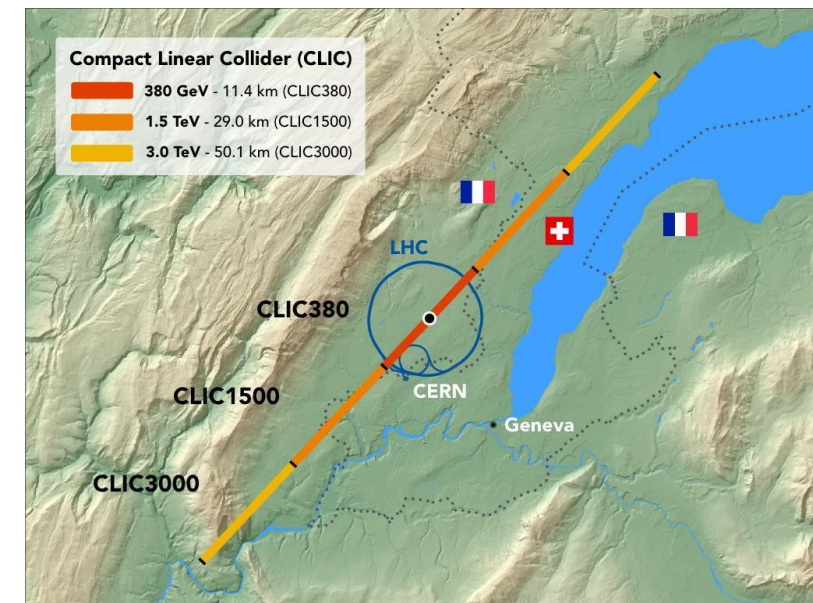 Compact Linear Collider (CLIC)
380 GeV - 11.4 km (CLIC380)
1.5 TeV - 29.0 km (CLIC1500)
3.0 TeV - 50.1 km (CLIC3000)
LHC
CLIC380
CLIC1500
CERN
Geneva
CLIC3000